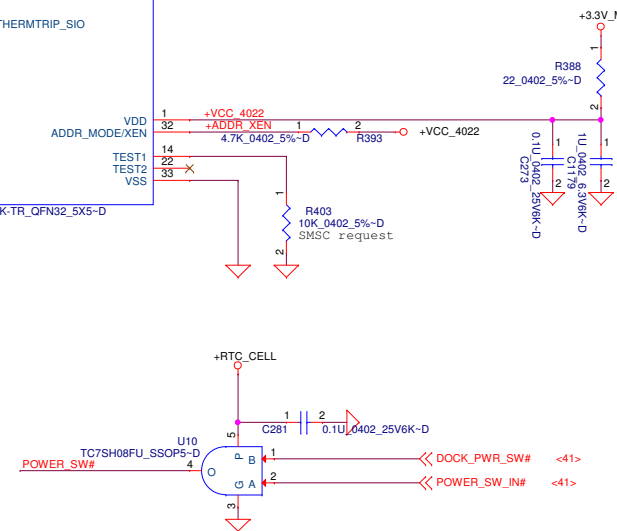 THERMTRIP_SIO
+3.3V_M
1
R388
22_0402_5%~D
2
VDD 1 +VCC_4022
ADDR_MODE/XEN 32 +ADDR_XEN
4.7K_0402_5%~D 1 2 R393 +VCC_4022
TEST1 14
TEST2 22
VSS 33
K-TR_QFN32_5X5~D
1
R403
10K_0402_5%~D
SMSC request
2
1
2
C273
0.1U_0402_25V6K~D
1
2
C1179
1U_0402_6.3V6K~D
+RTC_CELL
1 2
C281 0.1U_0402_25V6K~D
U10
TC7SH08FU_SSOP5~D
5
P B 1 DOCK_PWR_SW# <41>
POWER_SW# 4 O
G A 2 POWER_SW_IN# <41>
3